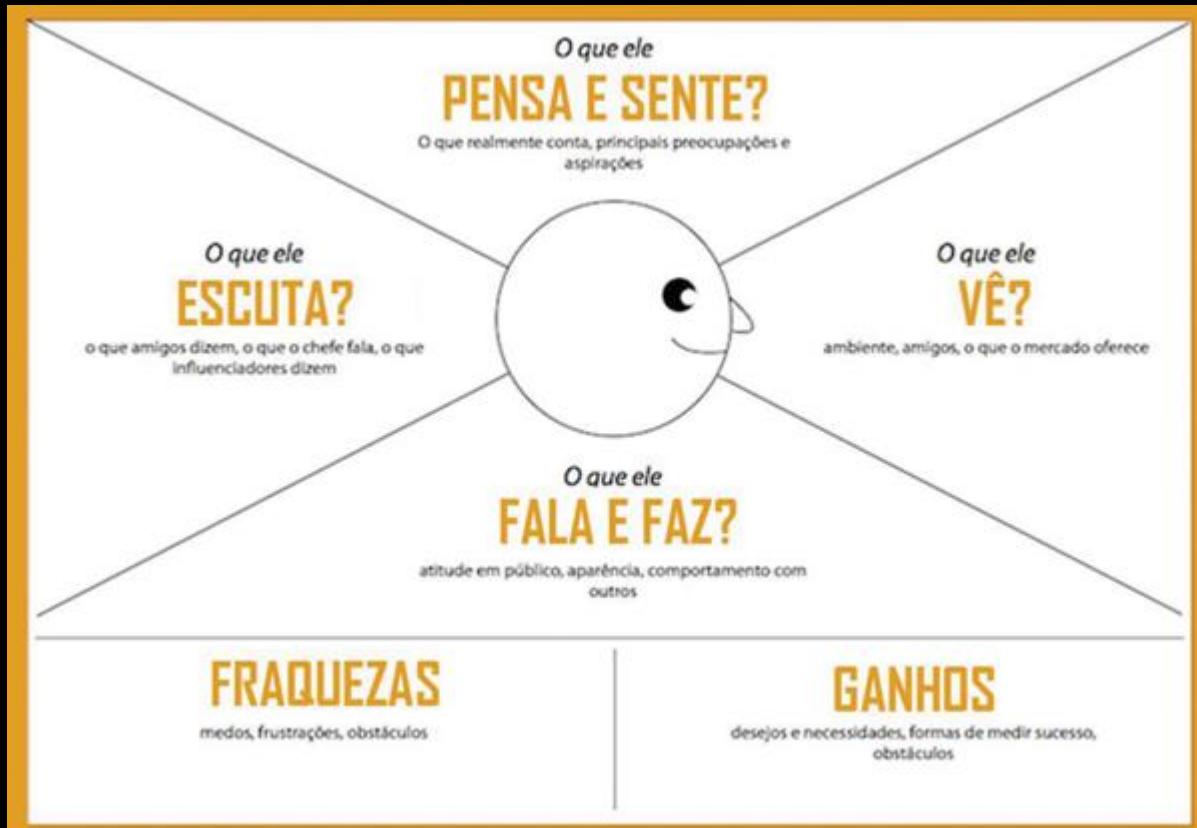 O que ele
PENSA E SENTE?
O que realmente conta, principais preocupações e
aspirações
O que ele
ESCUTA?
o que amigos dizem, o que o chefe fala, o que
influenciadores dizem
O que ele
VÊ?
ambiente, amigos, o que o mercado oferece
O que ele
FALA E FAZ?
atitude em público, aparência, comportamento com
outros
FRAQUEZAS
medos, frustrações, obstáculos
GANHOS
desejos e necessidades, formas de medir sucesso,
obstáculos